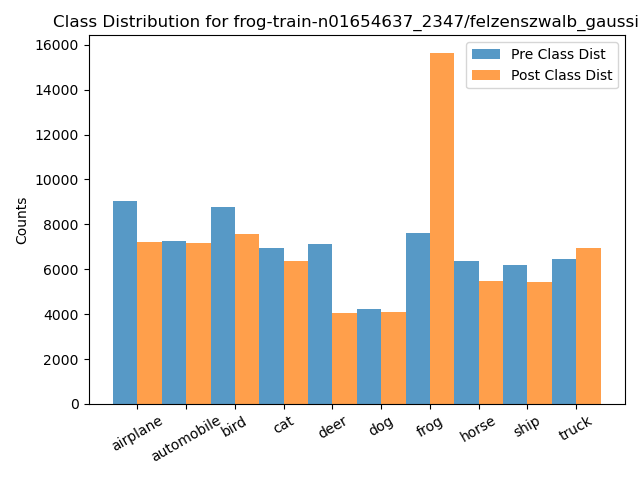 Class Distribution for frog-train-n01654637_2347/felzenszwalb_gaussi
Pre Class Dist
Post Class Dist
Counts
16000
14000
12000
10000
8000
6000
4000
2000
0
airplane
automobile
bird
cat
deer
dog
frog
horse
ship
truck